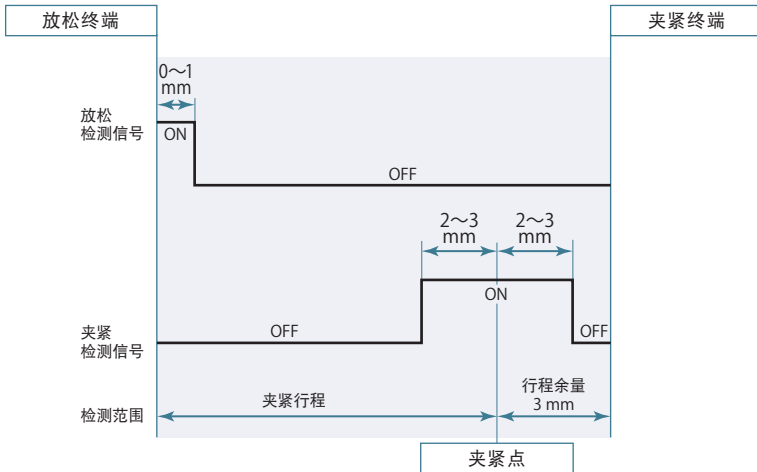 放松终端
夹紧终端
0～1
mm
放松
检测信号
ON
OFF
2～3
mm
2～3
mm
ON
夹紧
检测信号
OFF
OFF
检测范围
夹紧行程
行程余量
3 mm
夹紧点